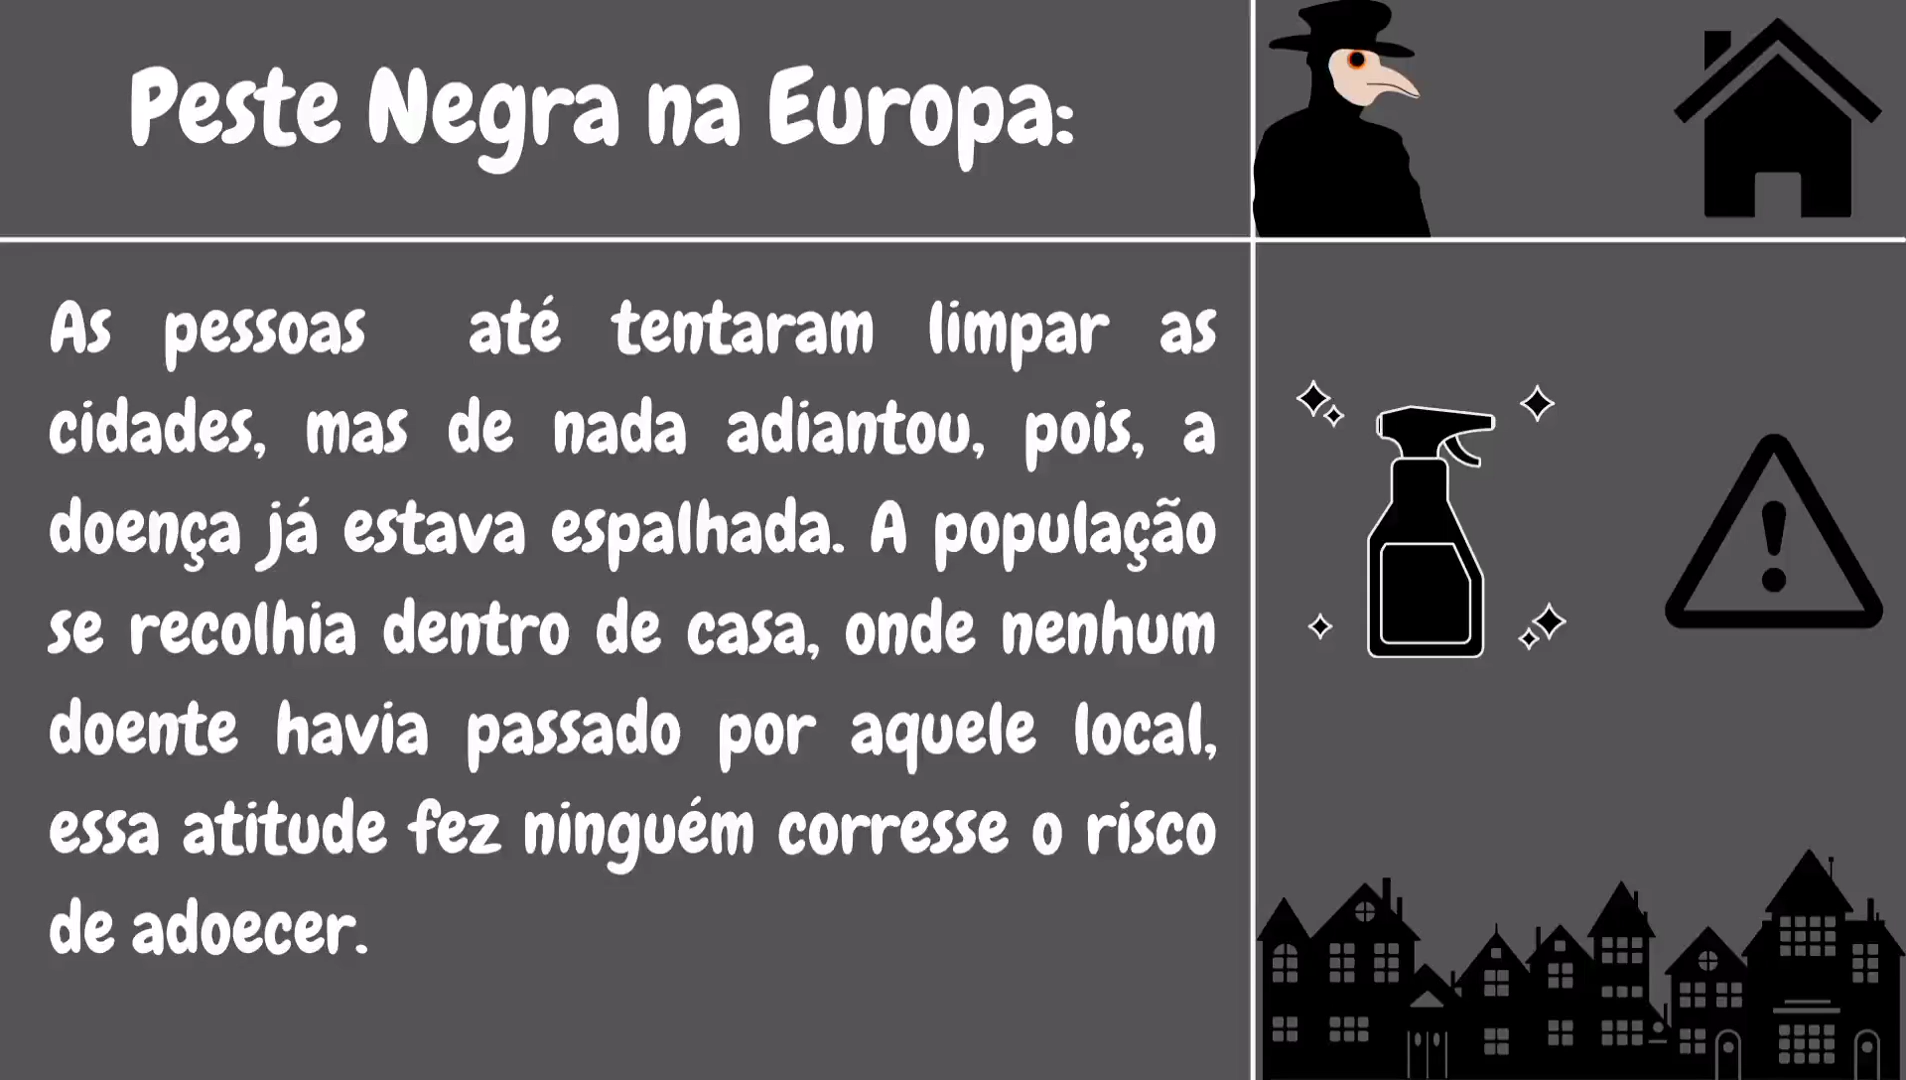 Peste Negra na Europa:
As pessoas até tentaram limpar as
cidades, mas de nada adiantou, pois, a
doença já estava espalhada. A população
se recolhia dentro de casa, onde nenhum
doente havia passado por aquele local,
essa atitude fez ninguém corresse o risco
de adoecer.